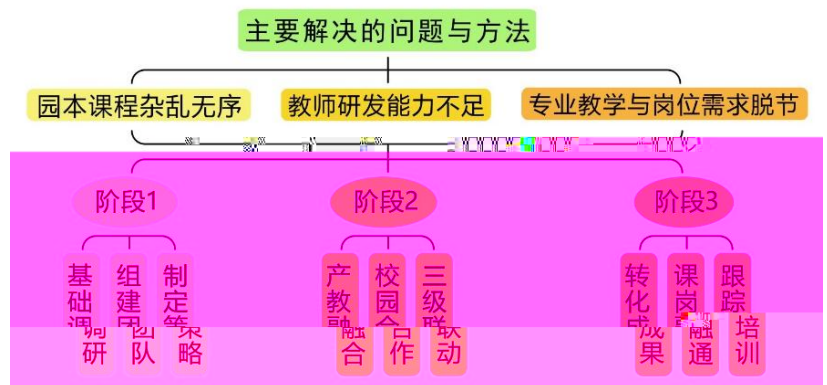 主要解决的问题与方法
园本课程杂乱无序
教师研发能力不足
专业教学与岗位需求脱节
阶段1
阶段2
阶段3
基础调研
组建团队
制定策略
产教融合
校园合作
三级联动
转化成果
课岗融通
跟踪培训